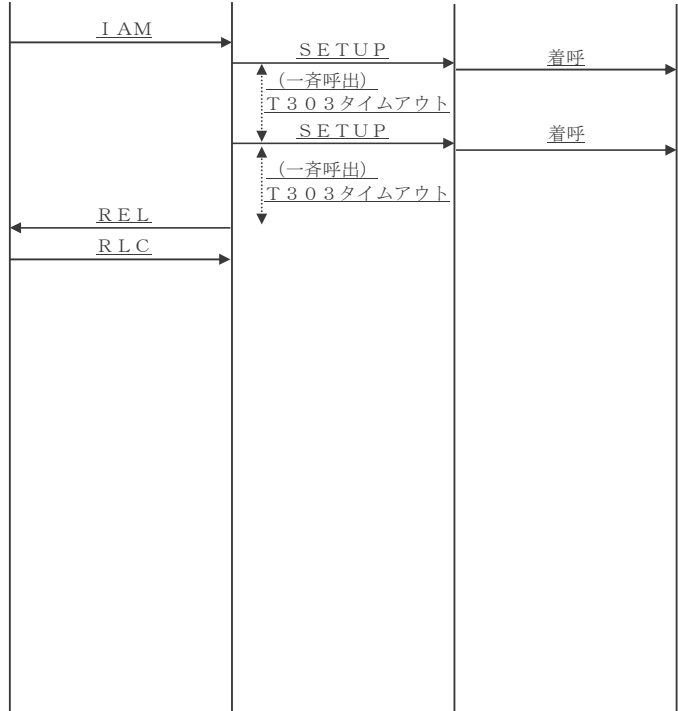 ＩＡＭ
ＳＥＴＵＰ
着呼
（一斉呼出）
Ｔ３０３タイムアウト
ＳＥＴＵＰ
着呼
（一斉呼出）
Ｔ３０３タイムアウト
ＲＥＬ
ＲＬＣ